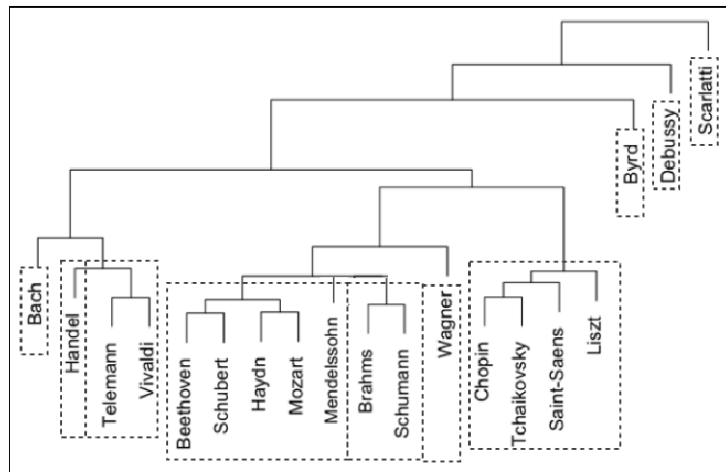 Bach
Handel
Telemann
Vivaldi
Beethoven
Schubert
Haydn
Mozart
Mendelssohn
Brahms
Schumann
Wagner
Chopin
Tchaikovsky
Saint-Saens
Liszt
Byrd
Debussy
Scarlatti